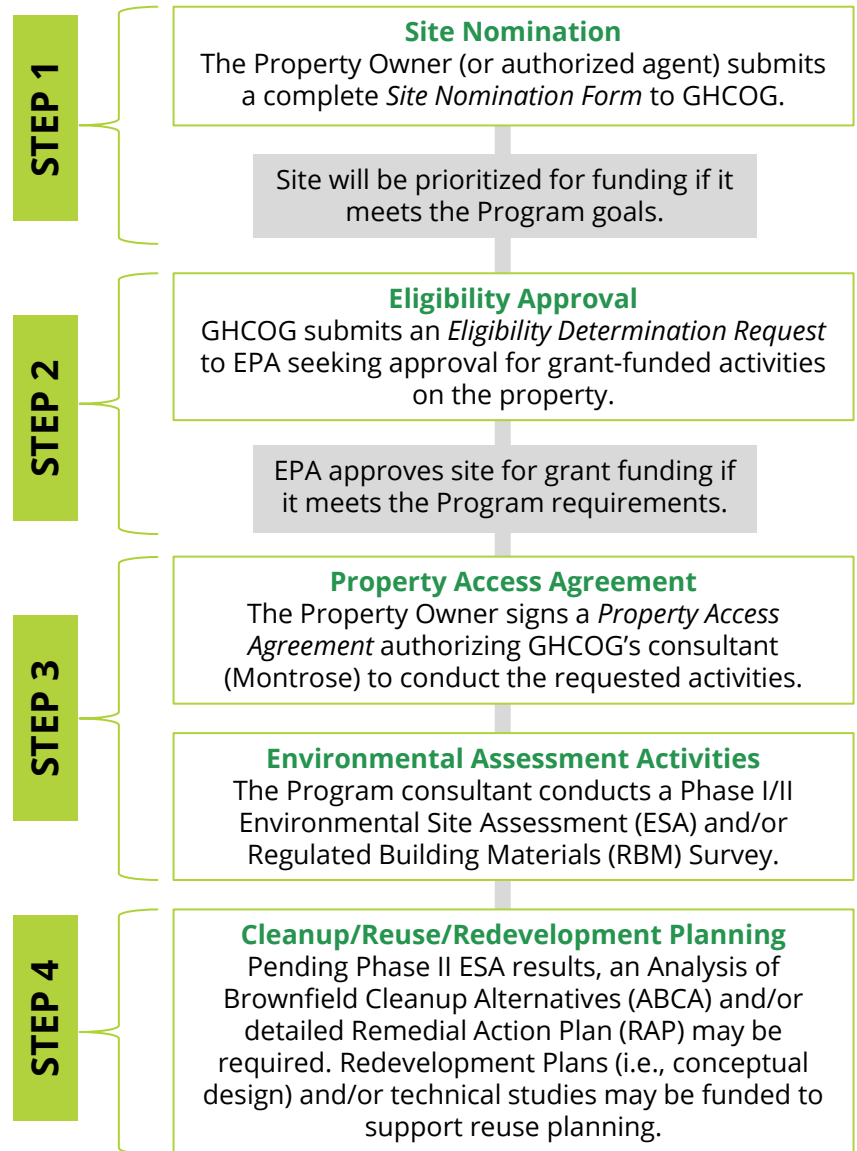 STEP 1
Site Nomination
The Property Owner (or authorized agent) submits
a complete Site Nomination Form to GHCOG.
Site will be prioritized for funding if it
meets the Program goals.
STEP 2
Eligibility Approval
GHCOG submits an Eligibility Determination Request
to EPA seeking approval for grant-funded activities
on the property.
EPA approves site for grant funding if
it meets the Program requirements.
STEP 3
Property Access Agreement
The Property Owner signs a Property Access
Agreement authorizing GHCOG’s consultant
(Montrose) to conduct the requested activities.
Environmental Assessment Activities
The Program consultant conducts a Phase I/II
Environmental Site Assessment (ESA) and/or
Regulated Building Materials (RBM) Survey.
STEP 4
Cleanup/Reuse/Redevelopment Planning
Pending Phase II ESA results, an Analysis of
Brownfield Cleanup Alternatives (ABCA) and/or
detailed Remedial Action Plan (RAP) may be
required. Redevelopment Plans (i.e., conceptual
design) and/or technical studies may be funded to
support reuse planning.